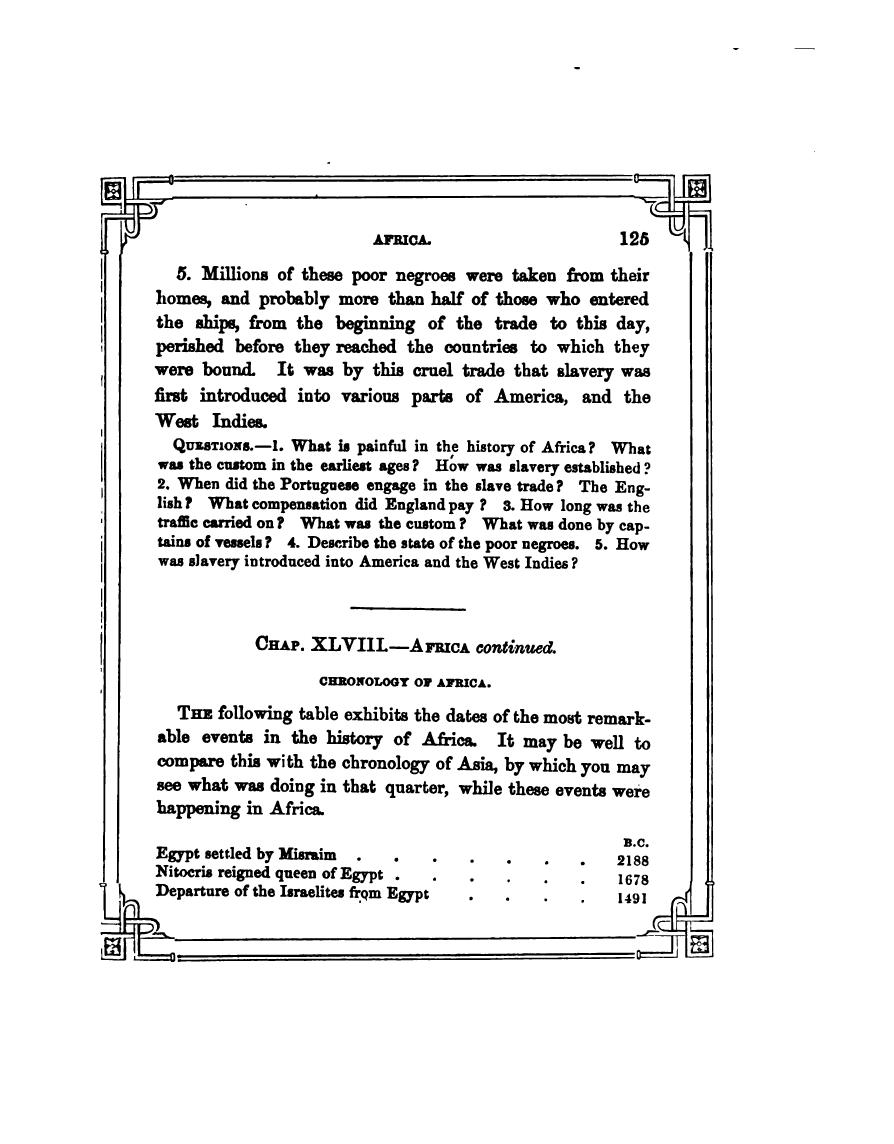 AFRICA. 125
5. Millions of these poor negroes were taken from their
homes, and probably more than half of those who entered
the ships, from the beginning of the trade to this day,
perished before they reached the countries to which they
were bound. It was by this cruel trade that slavery was
first introduced into various parts of America, and the
West Indies.
QUESTIONS.—1. What is painful in the history of Africa? What
was the custom in the earliest ages? How was slavery established?
2. When did the Portuguese engage in the slave trade? The Eng-
lish? What compensation did England pay? 3. How long was the
traffic carried on? What was the custom? What was done by cap-
tains of vessels? 4. Describe the state of the poor negroes. 5. How
was slavery introduced into America and the West Indies?
CHAP. XLVIII.—AFRICA continued.
CHRONOLOGY OF AFRICA.
THE following table exhibits the dates of the most remark-
able events in the history of Africa. It may be well to
compare this with the chronology of Asia, by which you may
see what was doing in that quarter, while these events were
happening in Africa.
B.C.
Egypt settled by Misraim . . . . . . . 2188
Nitocris reigned queen of Egypt . . . . . . 1678
Departure of the Israelites from Egypt . . . . 1491